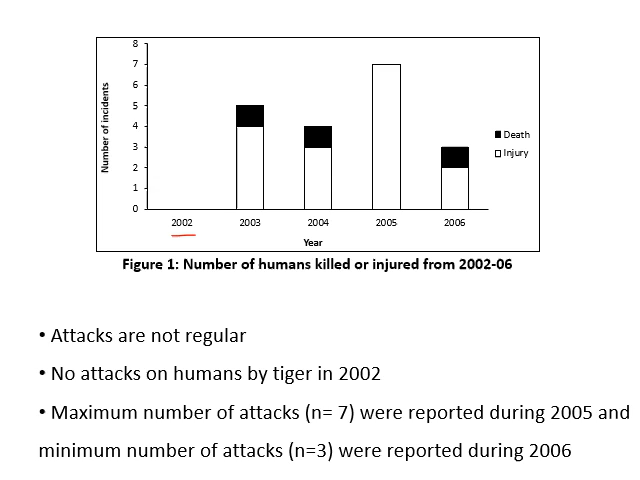 8
7
6
5
4
3
2
1
0
Number of incidents
Death
Injury
2002 2003 2004 2005 2006
Year
Figure 1: Number of humans killed or injured from 2002-06
• Attacks are not regular
• No attacks on humans by tiger in 2002
• Maximum number of attacks (n= 7) were reported during 2005 and
minimum number of attacks (n=3) were reported during 2006